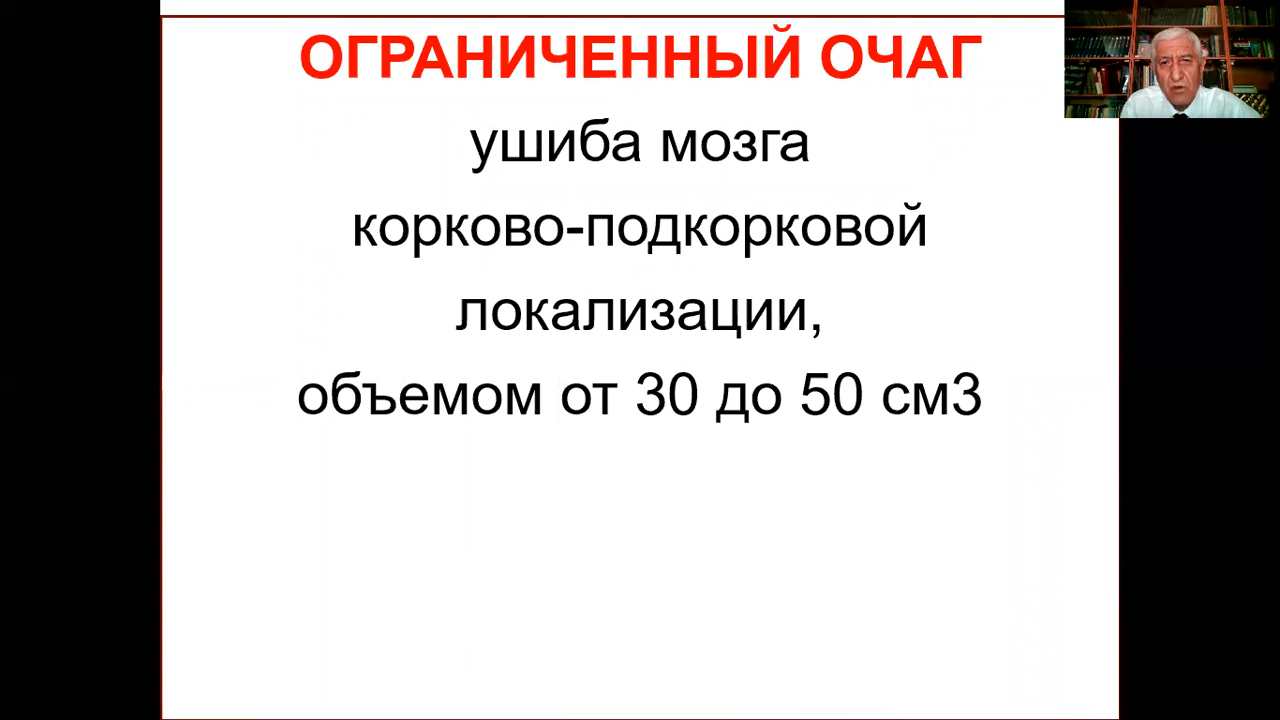 ОГРАНИЧЕННЫЙ ОЧАГ
ушиба мозга
корково-подкорковой
локализации,
объемом от 30 до 50 см3